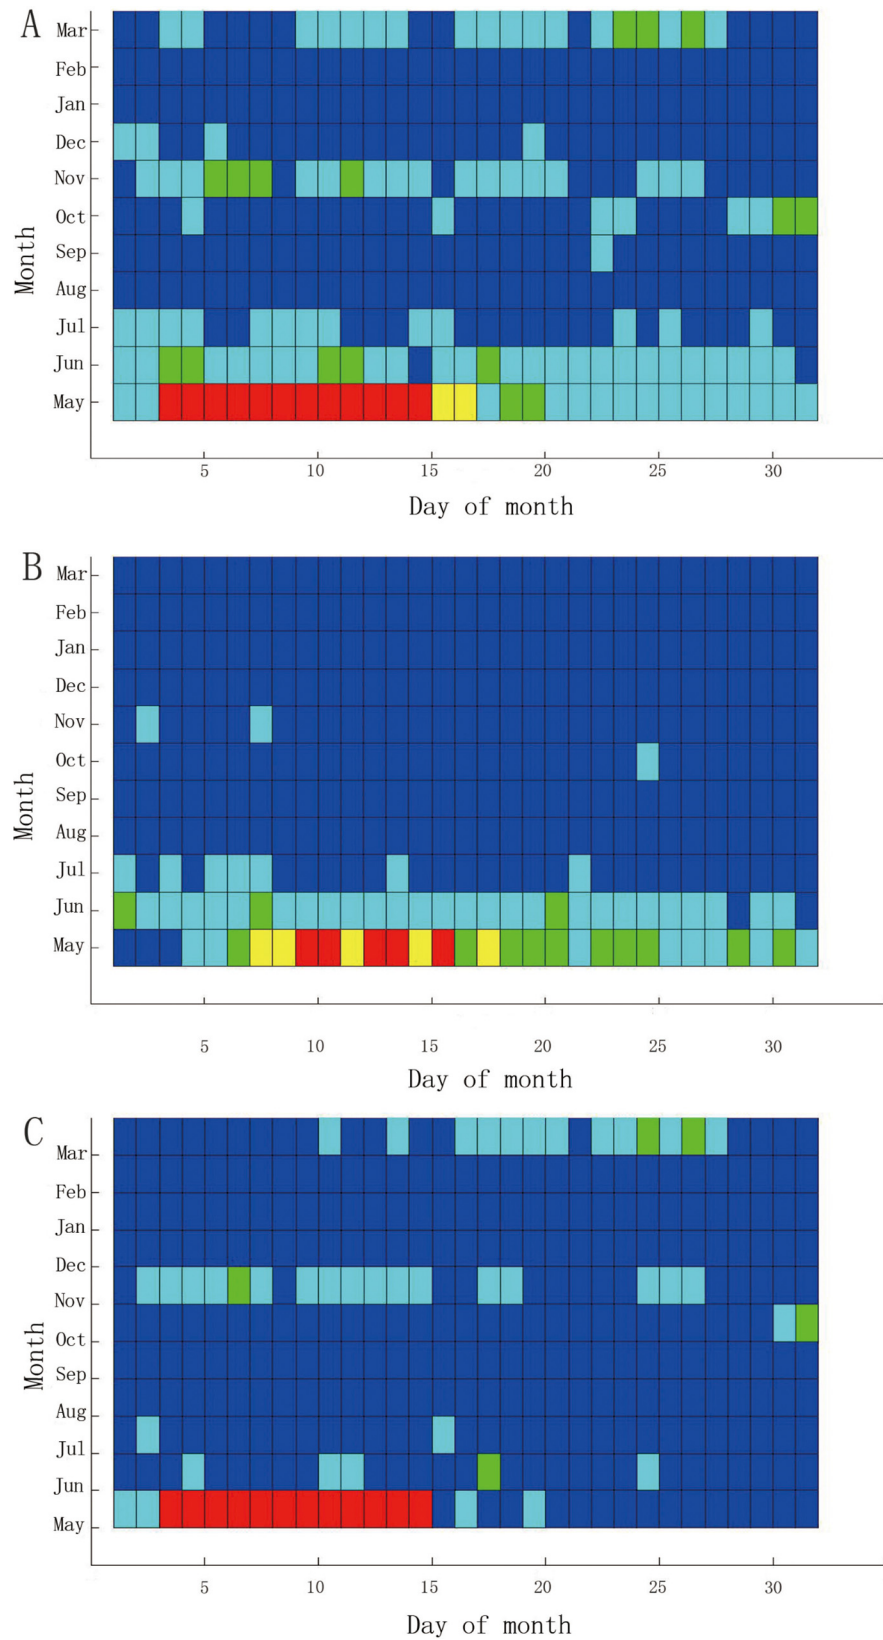 A
Mar
Feb
Jan
Dec
Nov
Oct
Sep
Aug
Jul
Jun
May
Month
5 10 15 20 25 30
Day of month
B
Mar
Feb
Jan
Dec
Nov
Oct
Sep
Aug
Jul
Jun
May
Month
5 10 15 20 25 30
Day of month
C
Mar
Feb
Jan
Dec
Nov
Oct
Sep
Aug
Jul
Jun
May
Month
5 10 15 20 25 30
Day of month